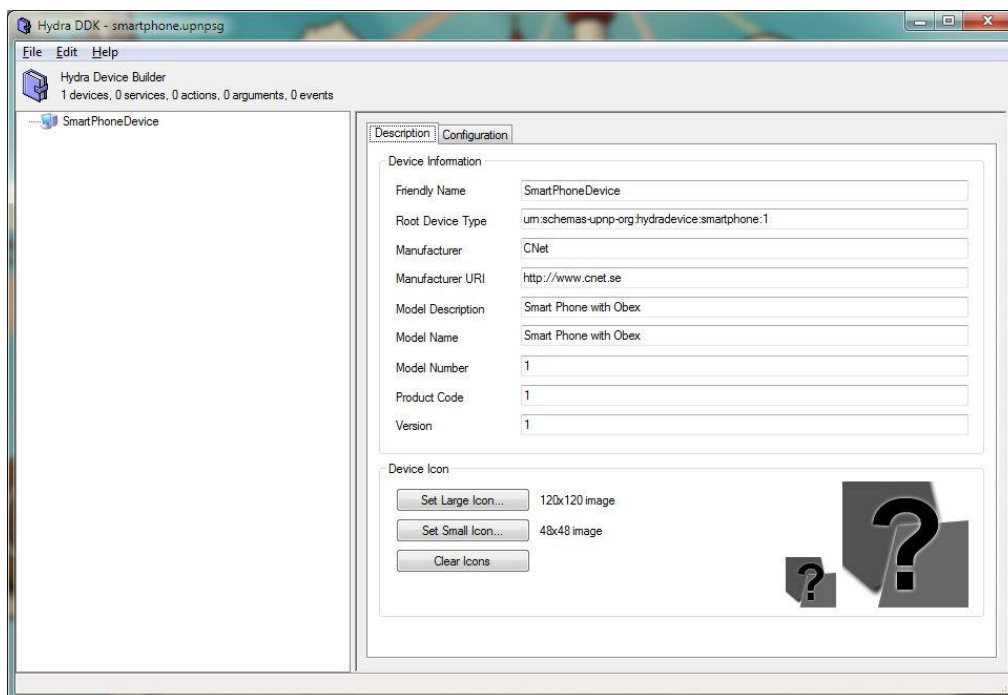 Hydra DDK - smartphone.upnpsg
File Edit Help
Hydra Device Builder
1 devices, 0 services, 0 actions, 0 arguments, 0 events
SmartPhoneDevice
Description Configuration
Device Information
Friendly Name SmartPhoneDevice
Root Device Type urn:schemas-upnp-org:hydradevice:smartphone:1
Manufacturer CNet
Manufacturer URI http://www.cnet.se
Model Description Smart Phone with Obex
Model Name Smart Phone with Obex
Model Number 1
Product Code 1
Version 1
Device Icon
Set Large Icon... 120x120 image
Set Small Icon... 48x48 image
Clear Icons
? ?